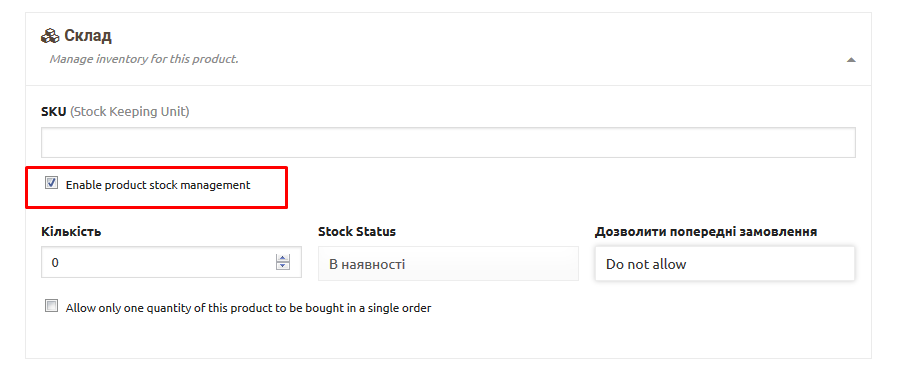 Склад
Manage inventory for this product.
SKU (Stock Keeping Unit)
Enable product stock management
Кількість Stock Status Дозволити попередні замовлення
0 В наявності Do not allow
Allow only one quantity of this product to be bought in a single order